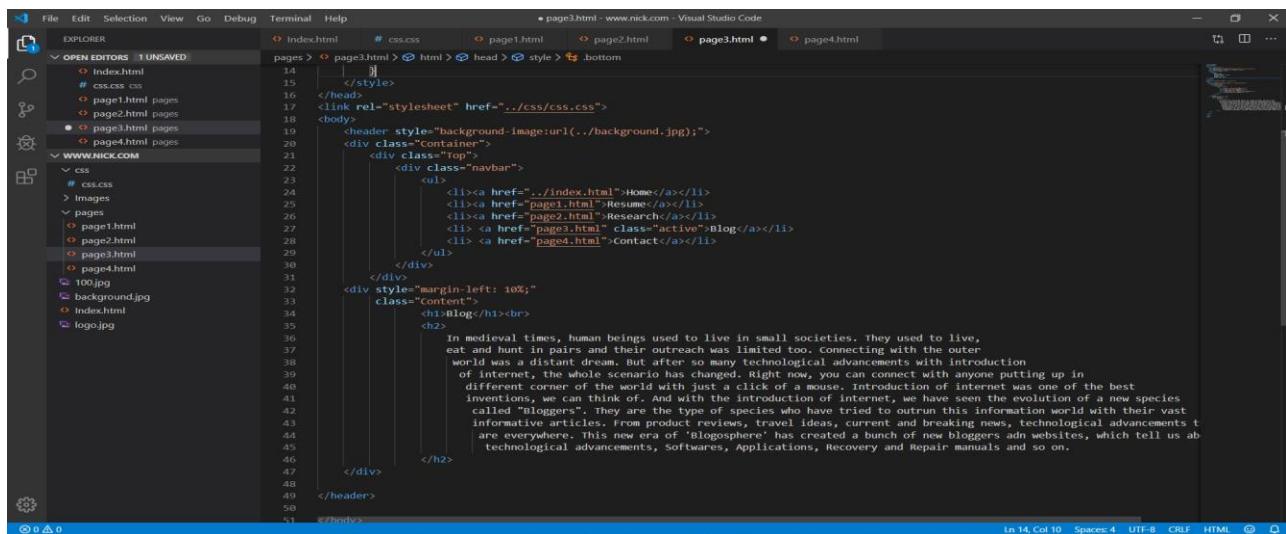 File Edit Selection View Go Debug Terminal Help
● page3.html - www.nick.com - Visual Studio Code
EXPLORER
OPEN EDITORS 1 UNSAVED
Index.html
# css.css css
page1.html pages
page2.html pages
● page3.html pages
page4.html pages
WWW.NICK.COM
css
# css.css
> Images
pages
page1.html
page2.html
page3.html
page4.html
100.jpg
background.jpg
Index.html
logo.jpg
Index.html # css.css page1.html page2.html page3.html ● page4.html
pages > page3.html > html > head > style > .bottom
14 }
15 </style>
16 </head>
17 <link rel="stylesheet" href="../css/css.css">
18 <body>
19 <header style="background-image:url(../background.jpg);">
20 <div class="Container">
21 <div class="Top">
22 <div class="navbar">
23 <ul>
24 <li><a href="../index.html">Home</a></li>
25 <li><a href="page1.html">Resume</a></li>
26 <li><a href="page2.html">Research</a></li>
27 <li> <a href="page3.html" class="active">Blog</a></li>
28 <li> <a href="page4.html">Contact</a></li>
29 </ul>
30 </div>
31 </div>
32 <div style="margin-left: 10%;"
33 class="Content">
34 <h1>Blog</h1><br>
35 <h2>
36 In medieval times, human beings used to live in small societies. They used to live,
37 eat and hunt in pairs and their outreach was limited too. Connecting with the outer
38 world was a distant dream. But after so many technological advancements with introduction
39 of internet, the whole scenario has changed. Right now, you can connect with anyone putting up in
40 different corner of the world with just a click of a mouse. Introduction of internet was one of the best
41 inventions, we can think of. And with the introduction of internet, we have seen the evolution of a new species
42 called "Bloggers". They are the type of species who have tried to outrun this information world with their vast
43 informative articles. From product reviews, travel ideas, current and breaking news, technological advancements t
44 are everywhere. This new era of 'Blogosphere' has created a bunch of new bloggers adn websites, which tell us ab
45 technological advancements, Softwares, Applications, Recovery and Repair manuals and so on.
46 </h2>
47 </div>
48
49 </header>
50
51 </body>
0 0
Ln 14, Col 10 Spaces: 4 UTF-8 CRLF HTML